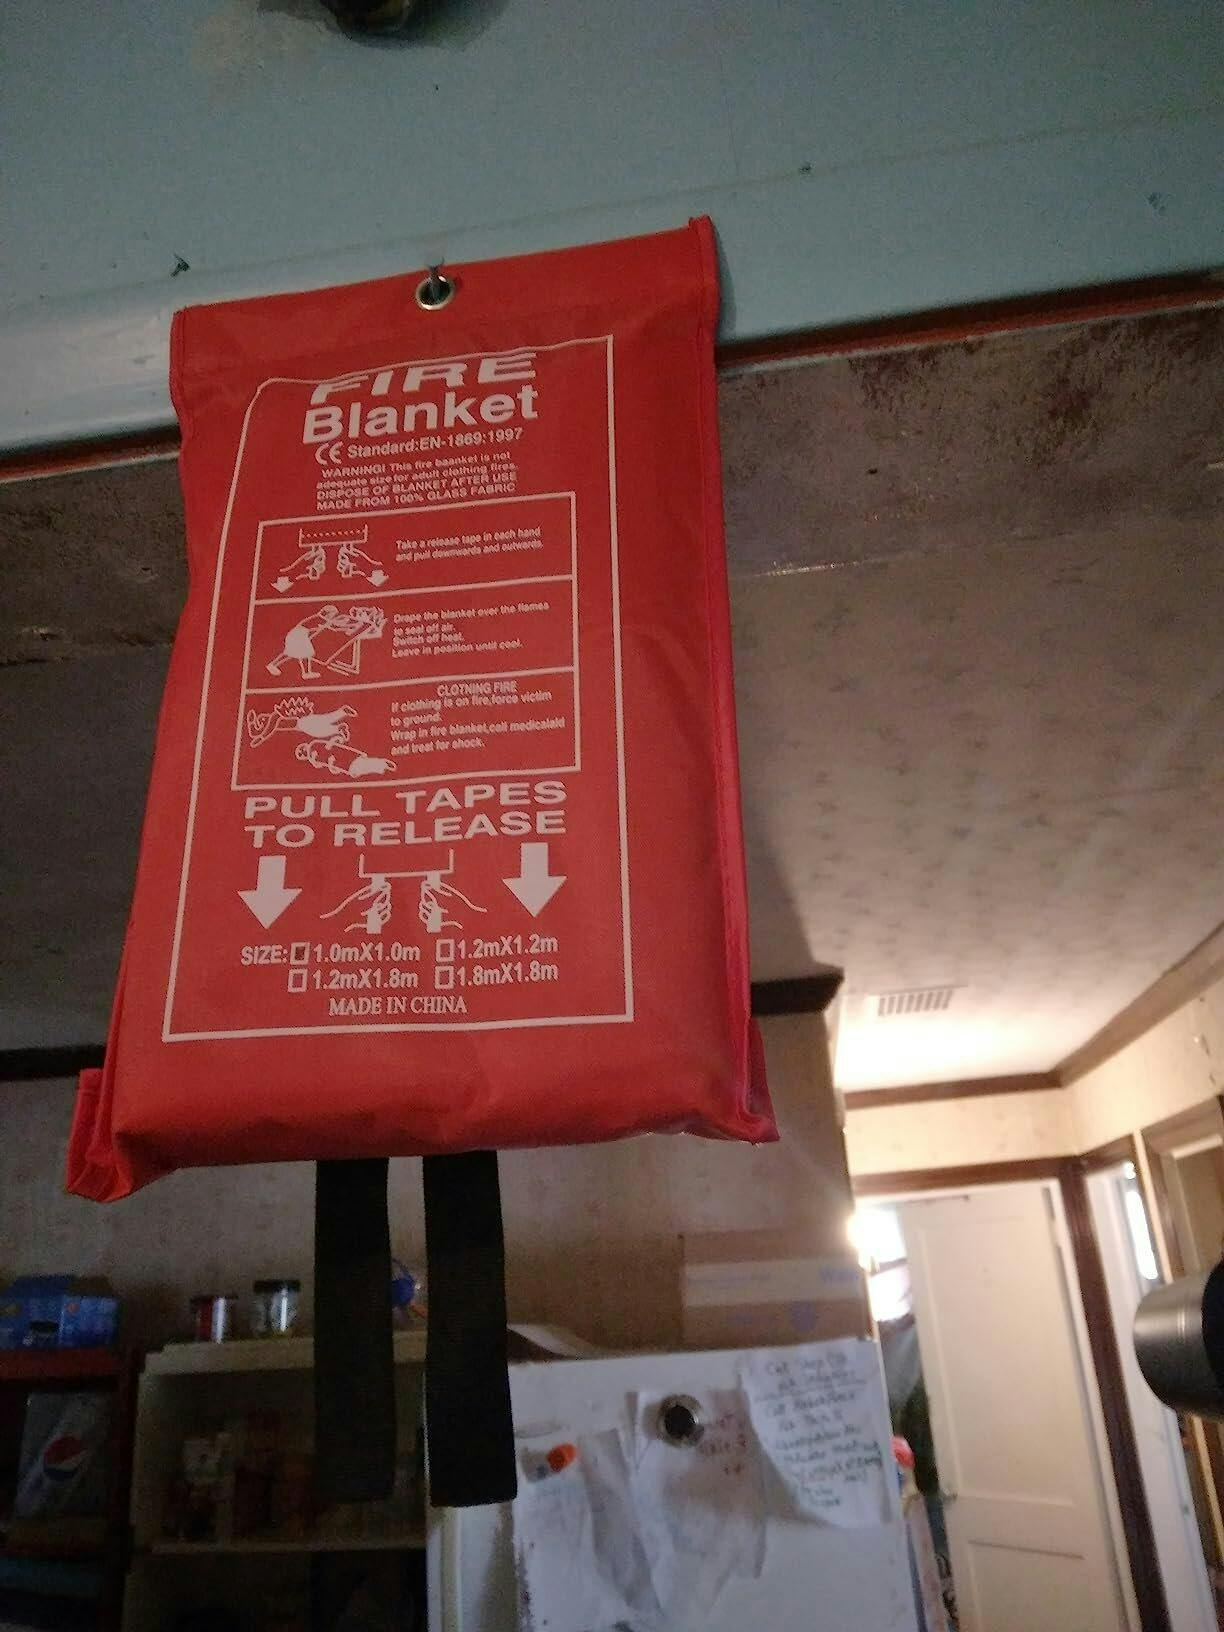 FIRE
Blanket
CE Standard:EN-1869:1997
WARNING! This fire baanket is not
adequate size for adult clothing fires.
DISPOSE OF BLANKET AFTER USE
MADE FROM 100% GLASS FABRIC
Take a release tape in each hand
and pull downwards and outwards.
Drape the blanket over the flames
to seal off air.
Switch off heat.
Leave in position until cool.
CLOTNING FIRE
If clothing is on fire,force victim
to ground.
Wrap in fire blanket,call medicalaid
and treat for shock.
PULL TAPES
TO RELEASE
SIZE: 1.0mX1.0m 1.2mX1.2m
1.2mX1.8m 1.8mX1.8m
MADE IN CHINA